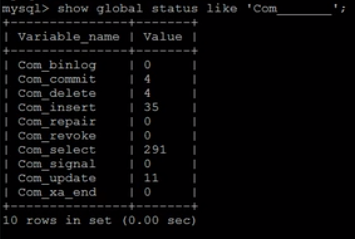 mysql> show global status like 'Com_______';
+---------------+-------+
| Variable_name | Value |
+---------------+-------+
| Com_binlog    | 0     |
| Com_commit    | 4     |
| Com_delete    | 4     |
| Com_insert    | 35    |
| Com_repair    | 0     |
| Com_revoke    | 0     |
| Com_select    | 291   |
| Com_signal    | 0     |
| Com_update    | 11    |
| Com_xa_end    | 0     |
+---------------+-------+
10 rows in set (0.00 sec)